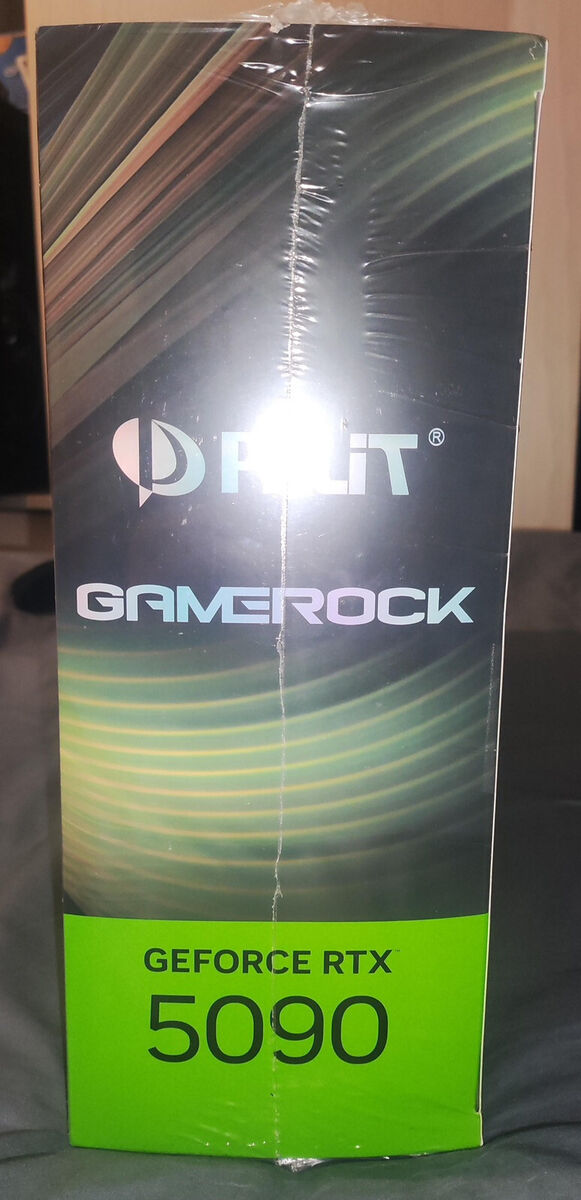 PALiT®
GAMEROCK
GEFORCE RTX™
5090